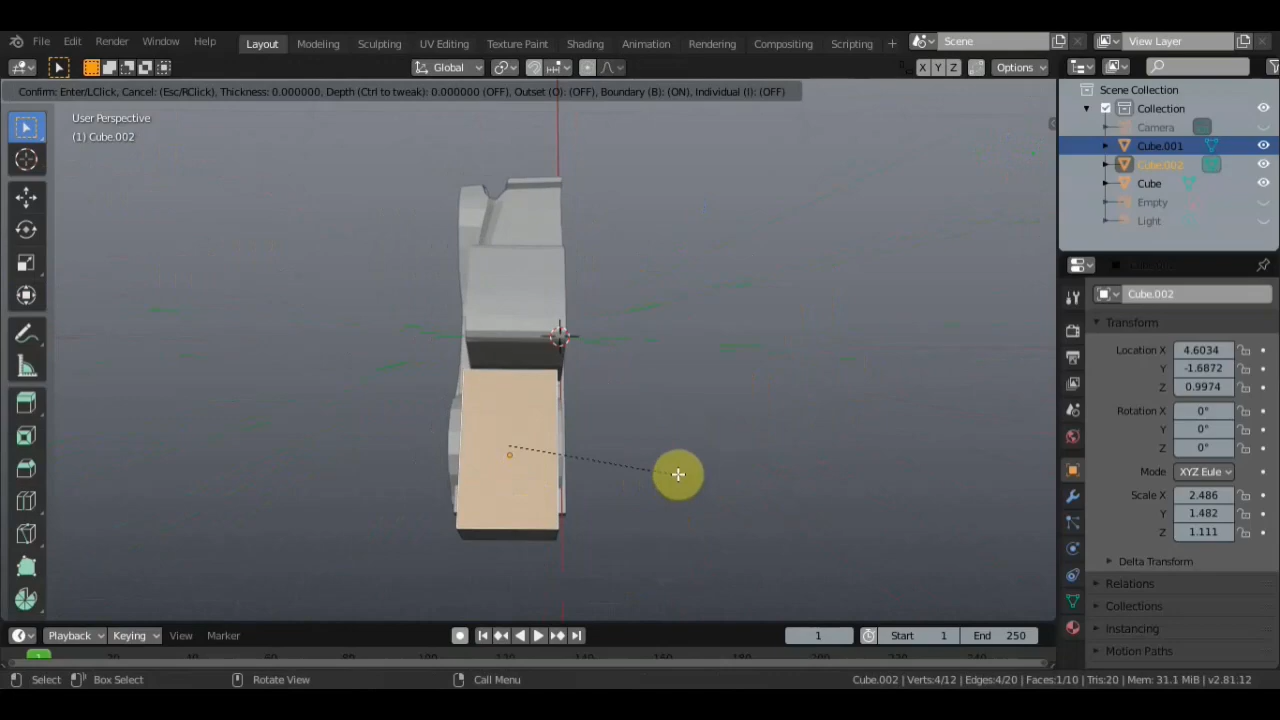 File Edit Render Window Help Layout Modeling Sculpting UV Editing Texture Paint Shading Animation Rendering Compositing Scripting + Scene View Layer
Global X Y Z Options
Confirm: Enter/LClick, Cancel: (Esc/RClick), Thickness: 0.000000, Depth (Ctrl to tweak): 0.000000 (OFF), Outset (O): (OFF), Boundary (B): (ON), Individual (I): (OFF)
Scene Collection
Collection
Camera
Cube.001
Cube.002
Cube
Empty
Light
User Perspective
(1) Cube.002
Cube.002
Transform
Location X 4.6034
Y -1.6872
Z 0.9974
Rotation X 0°
Y 0°
Z 0°
Mode XYZ Eule
Scale X 2.486
Y 1.482
Z 1.111
Delta Transform
Relations
Collections
Instancing
Motion Paths
Playback Keying View Marker 1 Start 1 End 250
1
Select Box Select Rotate View Call Menu Cube.002 | Verts:4/12 | Edges:4/20 | Faces:1/10 | Tris:20 | Mem: 31.1 MiB | v2.81.12